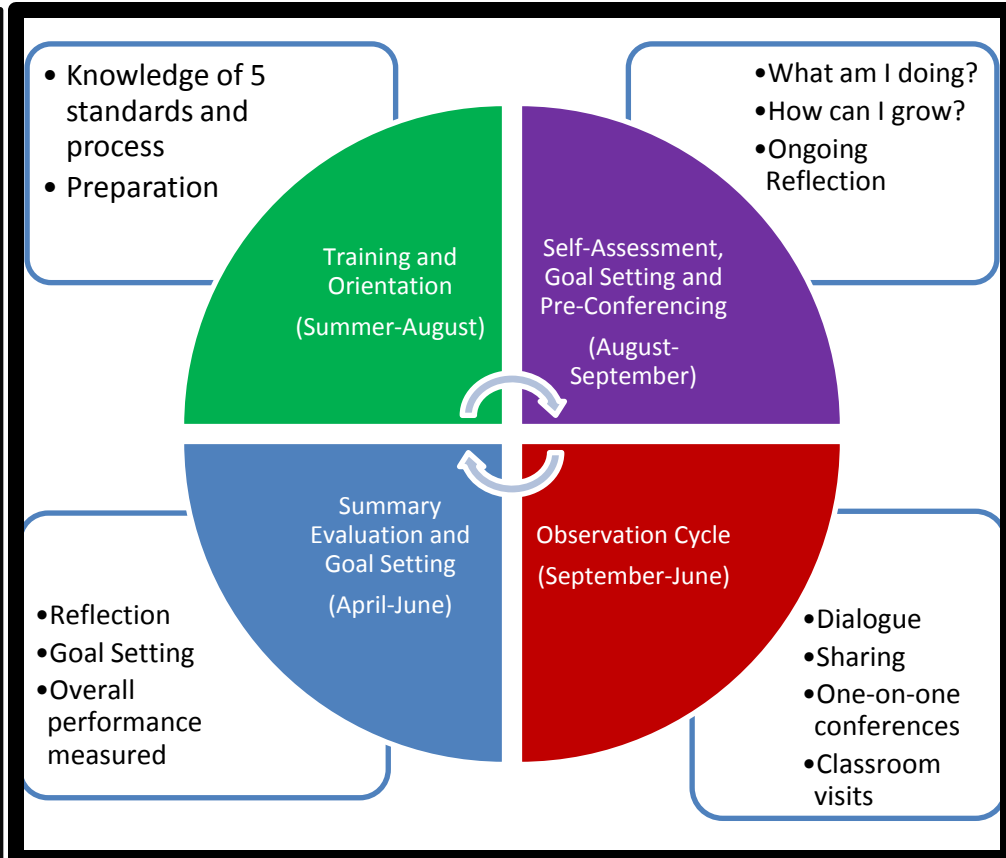 • Knowledge of 5
standards and
process
• Preparation
•What am I doing?
•How can I grow?
•Ongoing
Reflection
Training and
Orientation
(Summer-August)
Self-Assessment,
Goal Setting and
Pre-Conferencing
(August-
September)
Summary
Evaluation and
Goal Setting
(April-June)
Observation Cycle
(September-June)
•Reflection
•Goal Setting
•Overall
performance
measured
•Dialogue
•Sharing
•One-on-one
conferences
•Classroom
visits